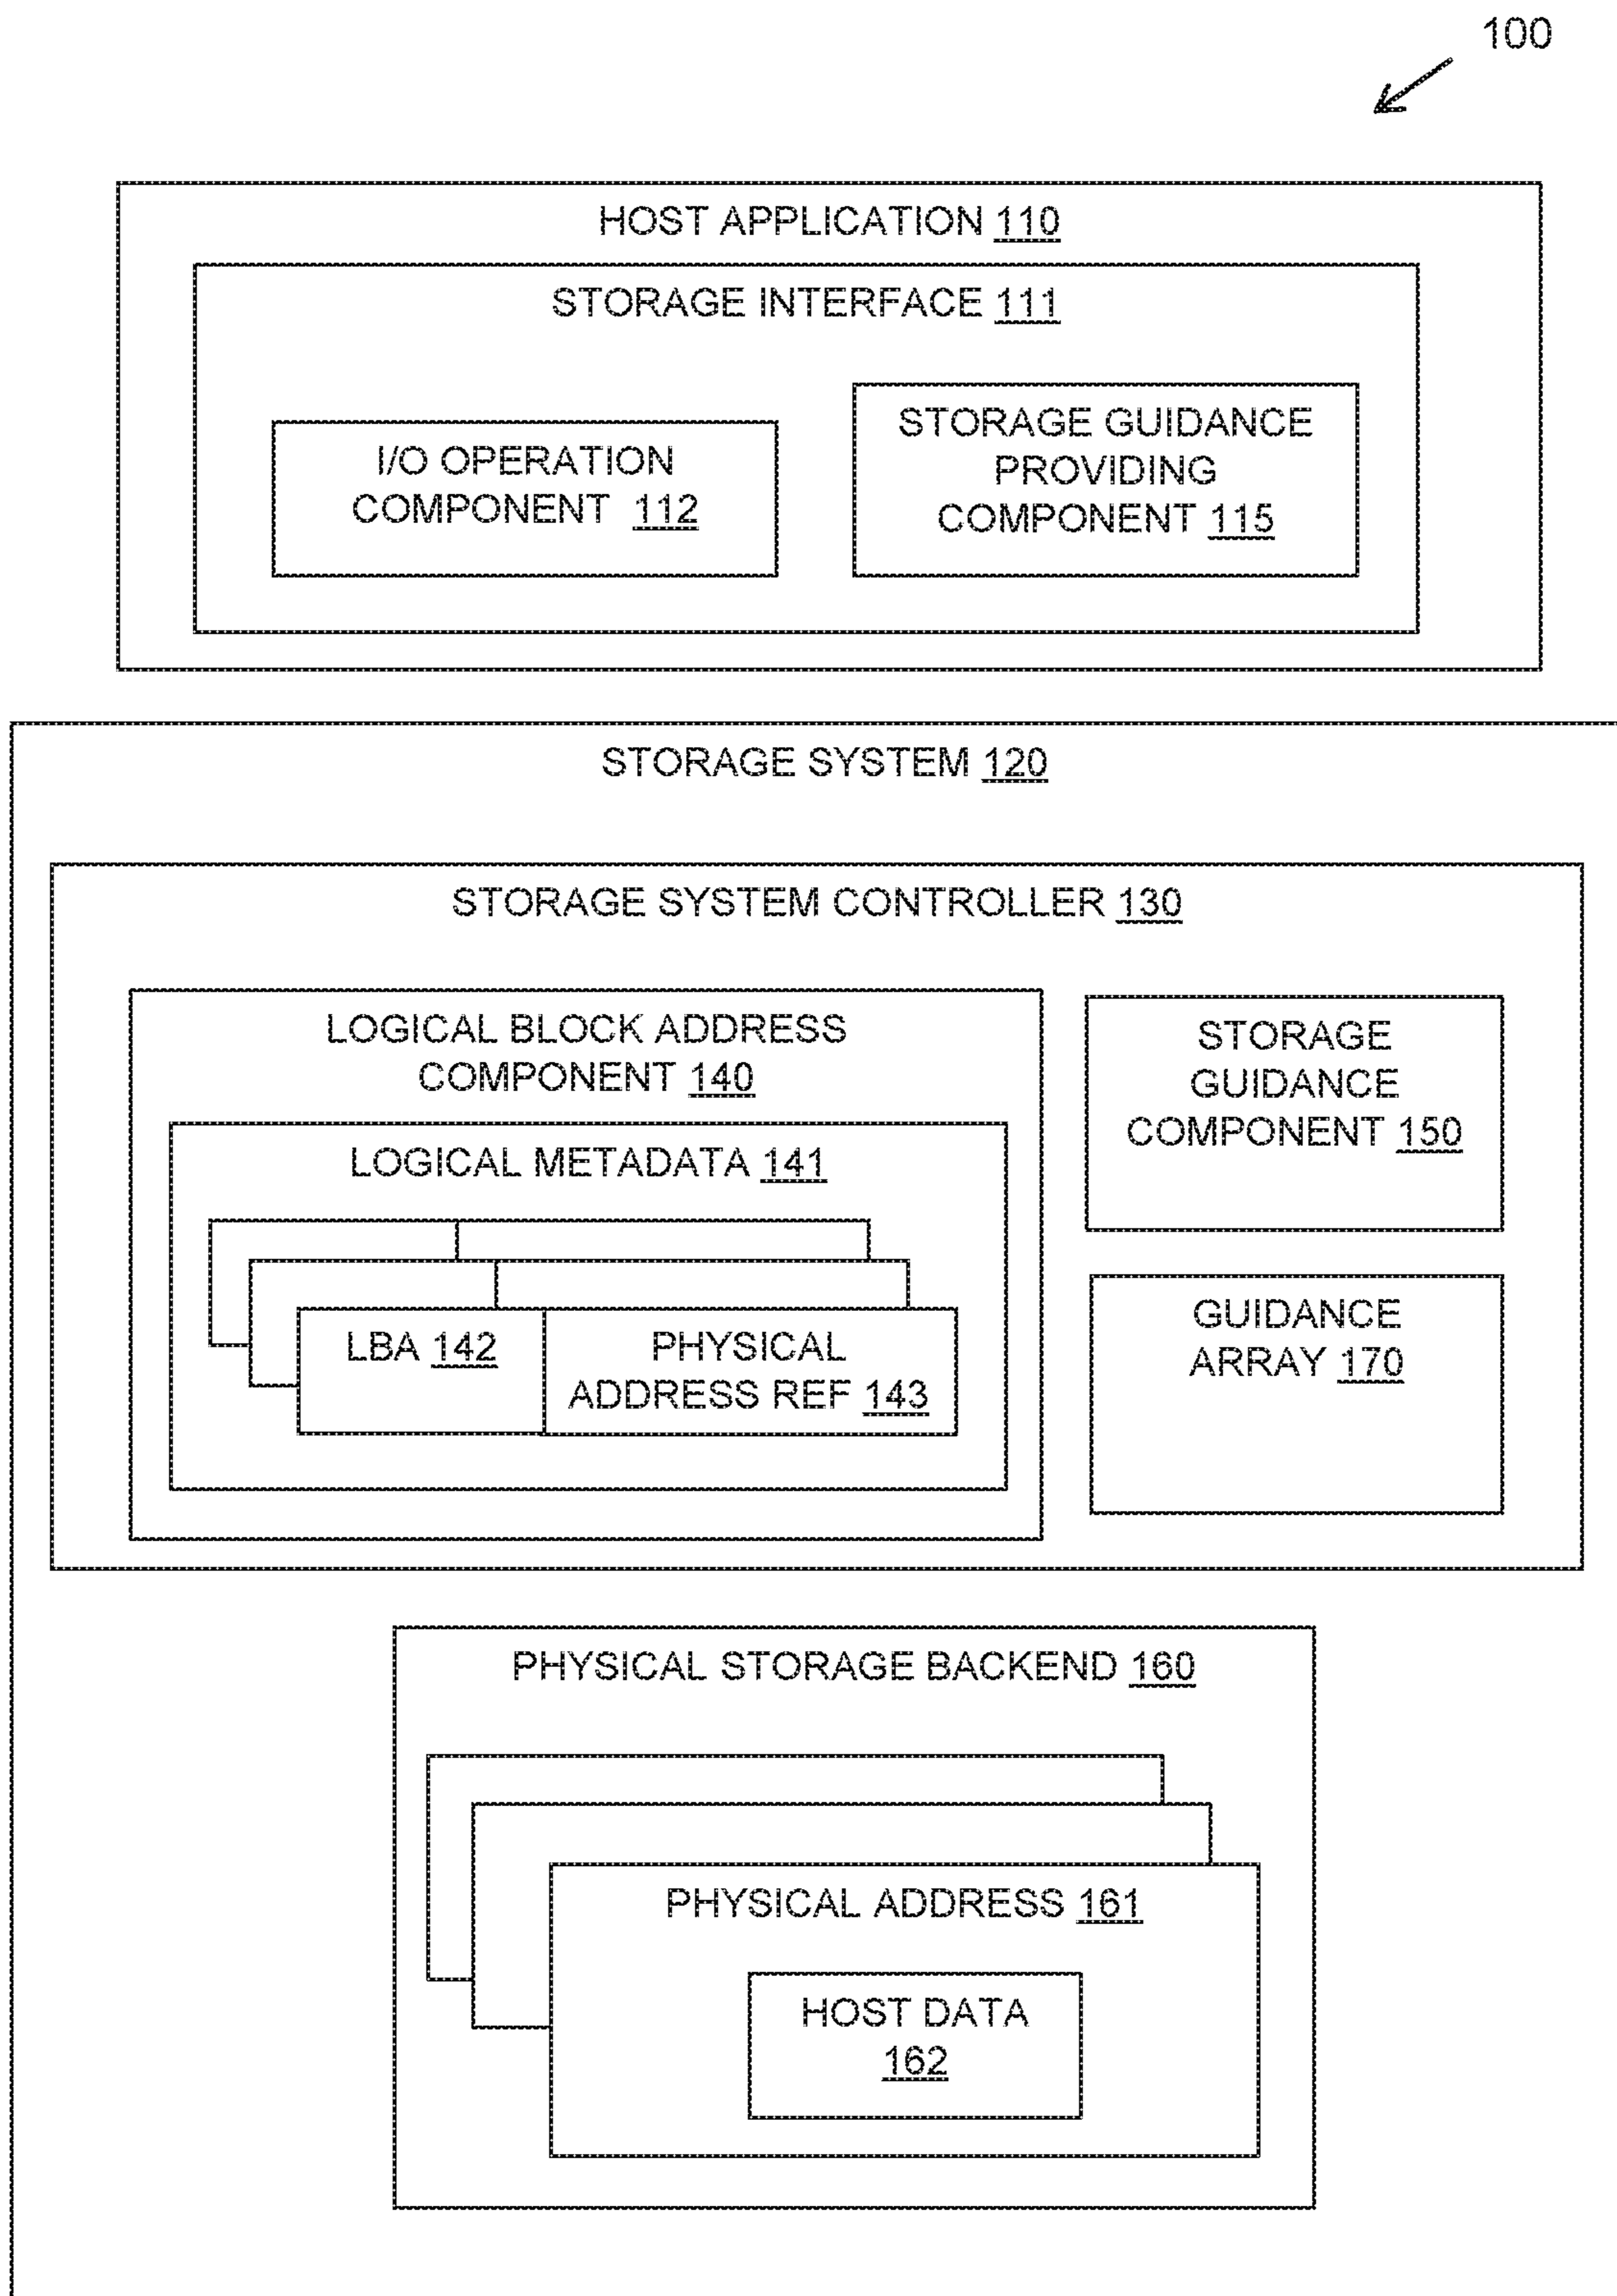 100
HOST APPLICATION 110
STORAGE INTERFACE 111
I/O OPERATION
COMPONENT 112
STORAGE GUIDANCE
PROVIDING
COMPONENT 115
STORAGE SYSTEM 120
STORAGE SYSTEM CONTROLLER 130
LOGICAL BLOCK ADDRESS
COMPONENT 140
LOGICAL METADATA 141
LBA 142
PHYSICAL
ADDRESS REF 143
STORAGE
GUIDANCE
COMPONENT 150
GUIDANCE
ARRAY 170
PHYSICAL STORAGE BACKEND 160
PHYSICAL ADDRESS 161
HOST DATA
162